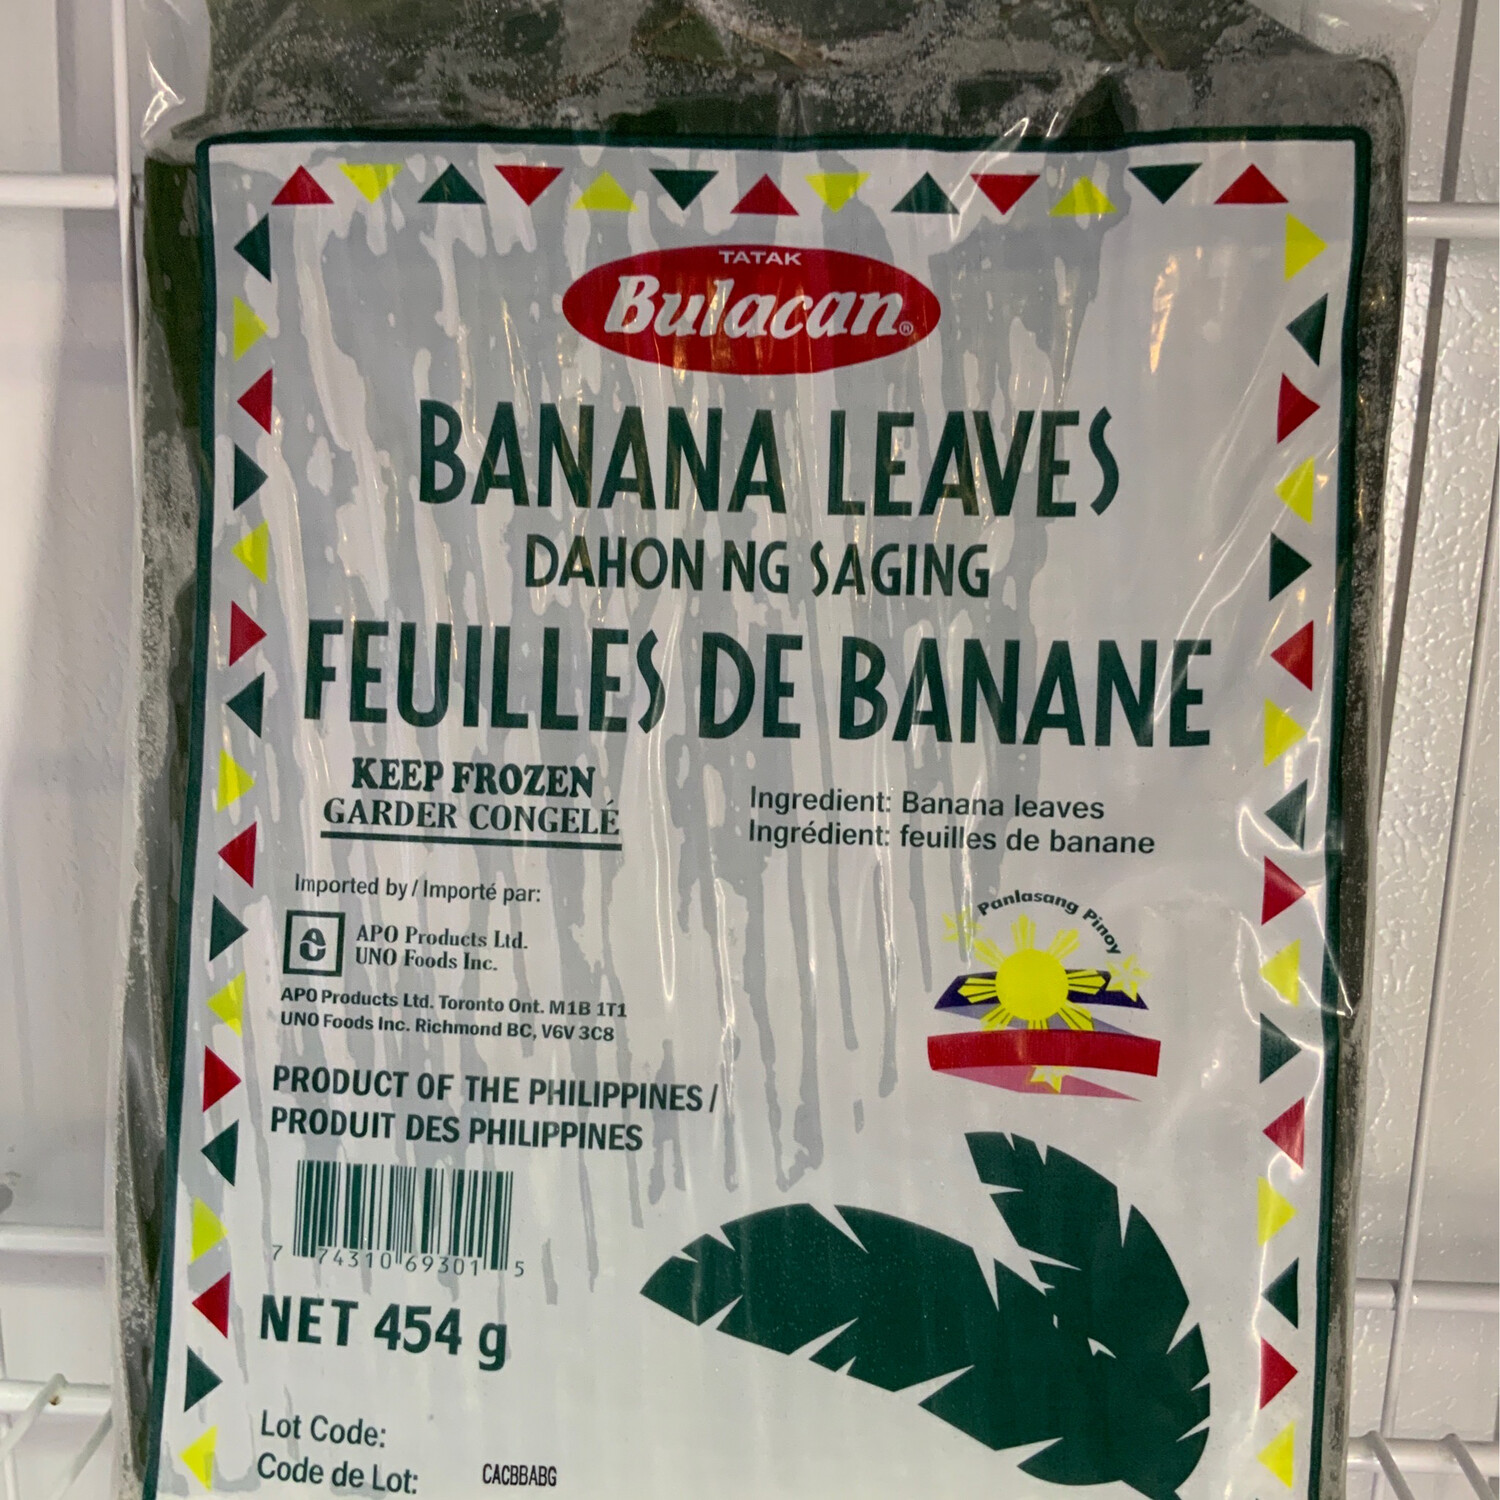 TATAK
Bulacan®
BANANA LEAVES
DAHON NG SAGING
FEUILLES DE BANANE
KEEP FROZEN
GARDER CONGELÉ
Ingredient: Banana leaves
Ingrédient: feuilles de banane
Imported by / Importé par:
APO Products Ltd.
UNO Foods Inc.
APO Products Ltd. Toronto Ont. M1B 1T1
UNO Foods Inc. Richmond BC, V6V 3C8
Panlasang Pinoy
PRODUCT OF THE PHILIPPINES /
PRODUIT DES PHILIPPINES
7 74310 69301 5
NET 454 g
Lot Code:
Code de Lot: CACBBABG